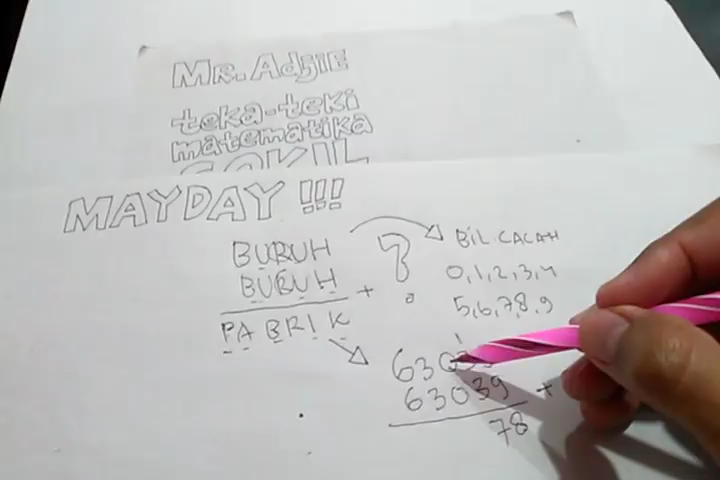 MR. AdjIE
teka-teki
matematika
MAYDAY !!!
BURUH
BURUH +
PABRIK
?
BIL. CACAH
0,1,2,3,4
5,6,7,8,9
1
630
63039 +
78